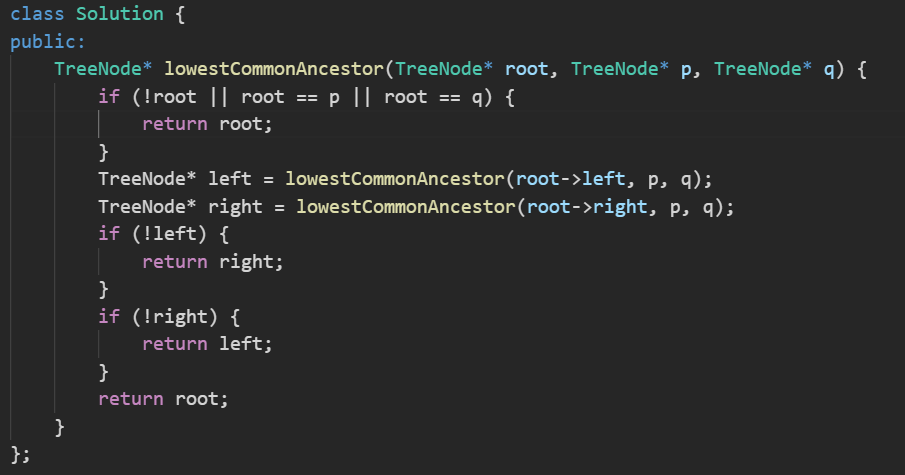 class Solution {
public:
    TreeNode* lowestCommonAncestor(TreeNode* root, TreeNode* p, TreeNode* q) {
        if (!root || root == p || root == q) {
            return root;
        }
        TreeNode* left = lowestCommonAncestor(root->left, p, q);
        TreeNode* right = lowestCommonAncestor(root->right, p, q);
        if (!left) {
            return right;
        }
        if (!right) {
            return left;
        }
        return root;
    }
};